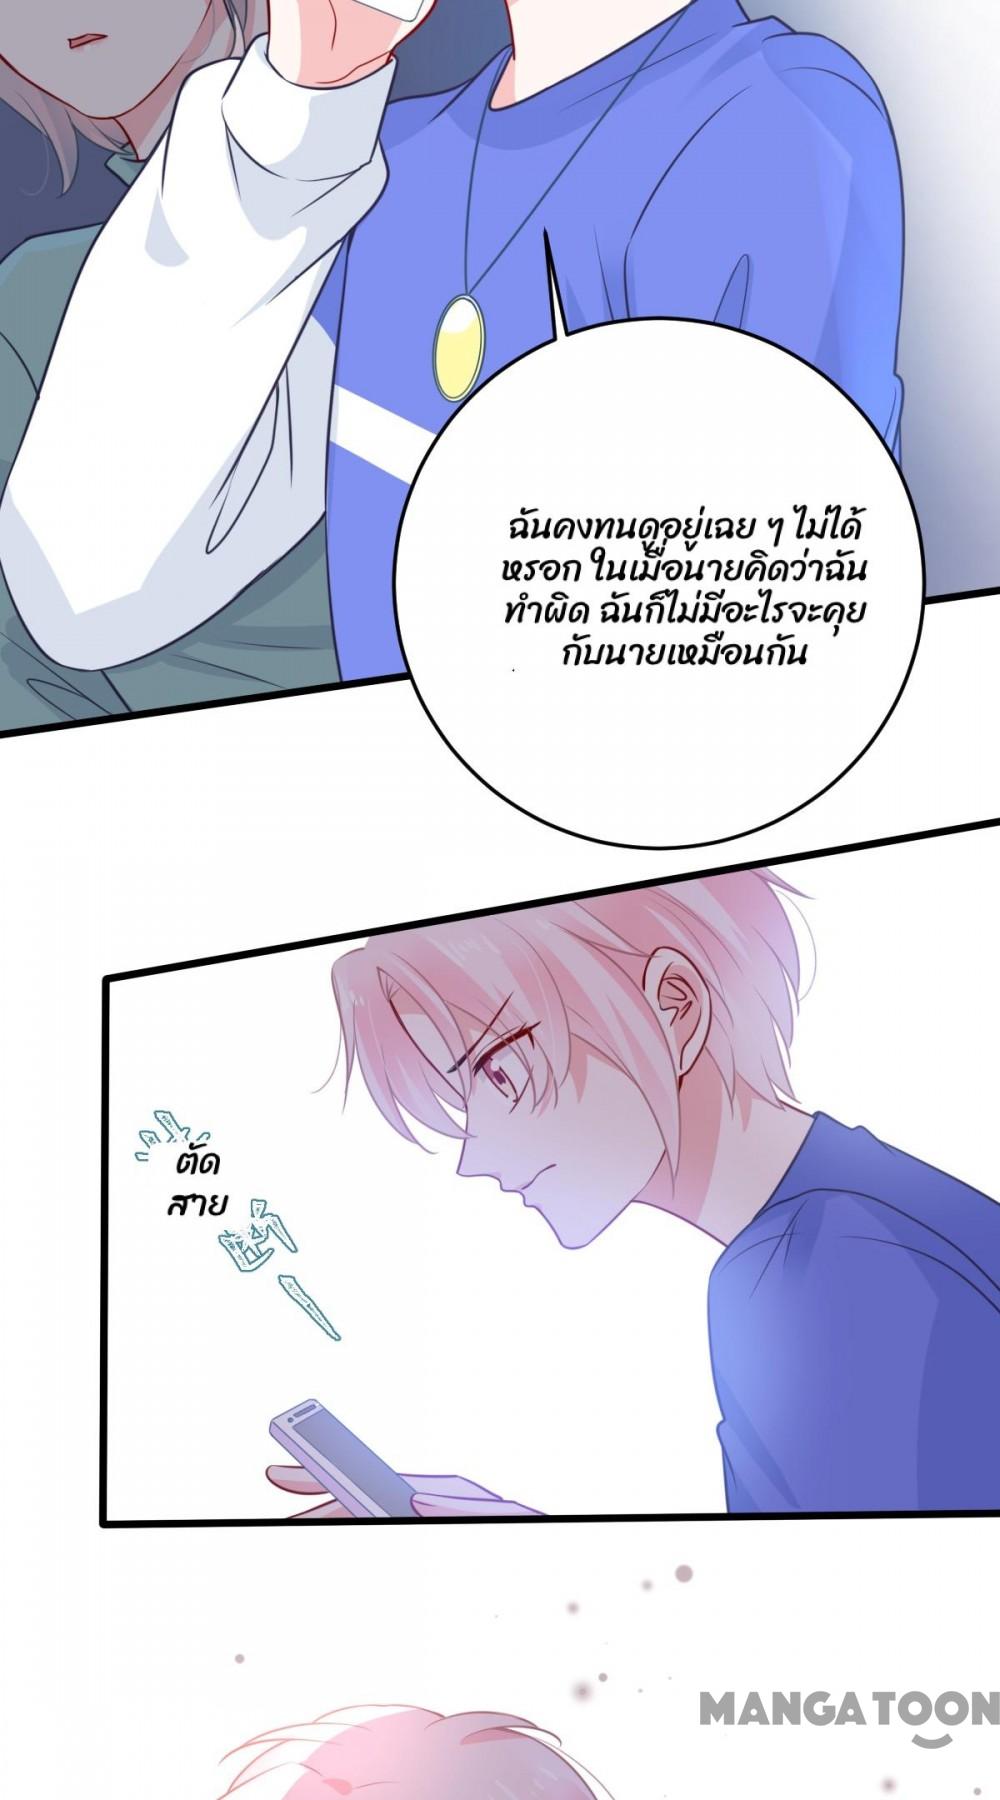 ฉันคงทนดูอยู่เฉย ๆ ไม่ได้
หรอก ในเมื่อนายคิดว่าฉัน
ทำผิด ฉันก็ไม่มีอะไรจะคุย
กับนายเหมือนกัน
ตัด
สาย
MANGATOON